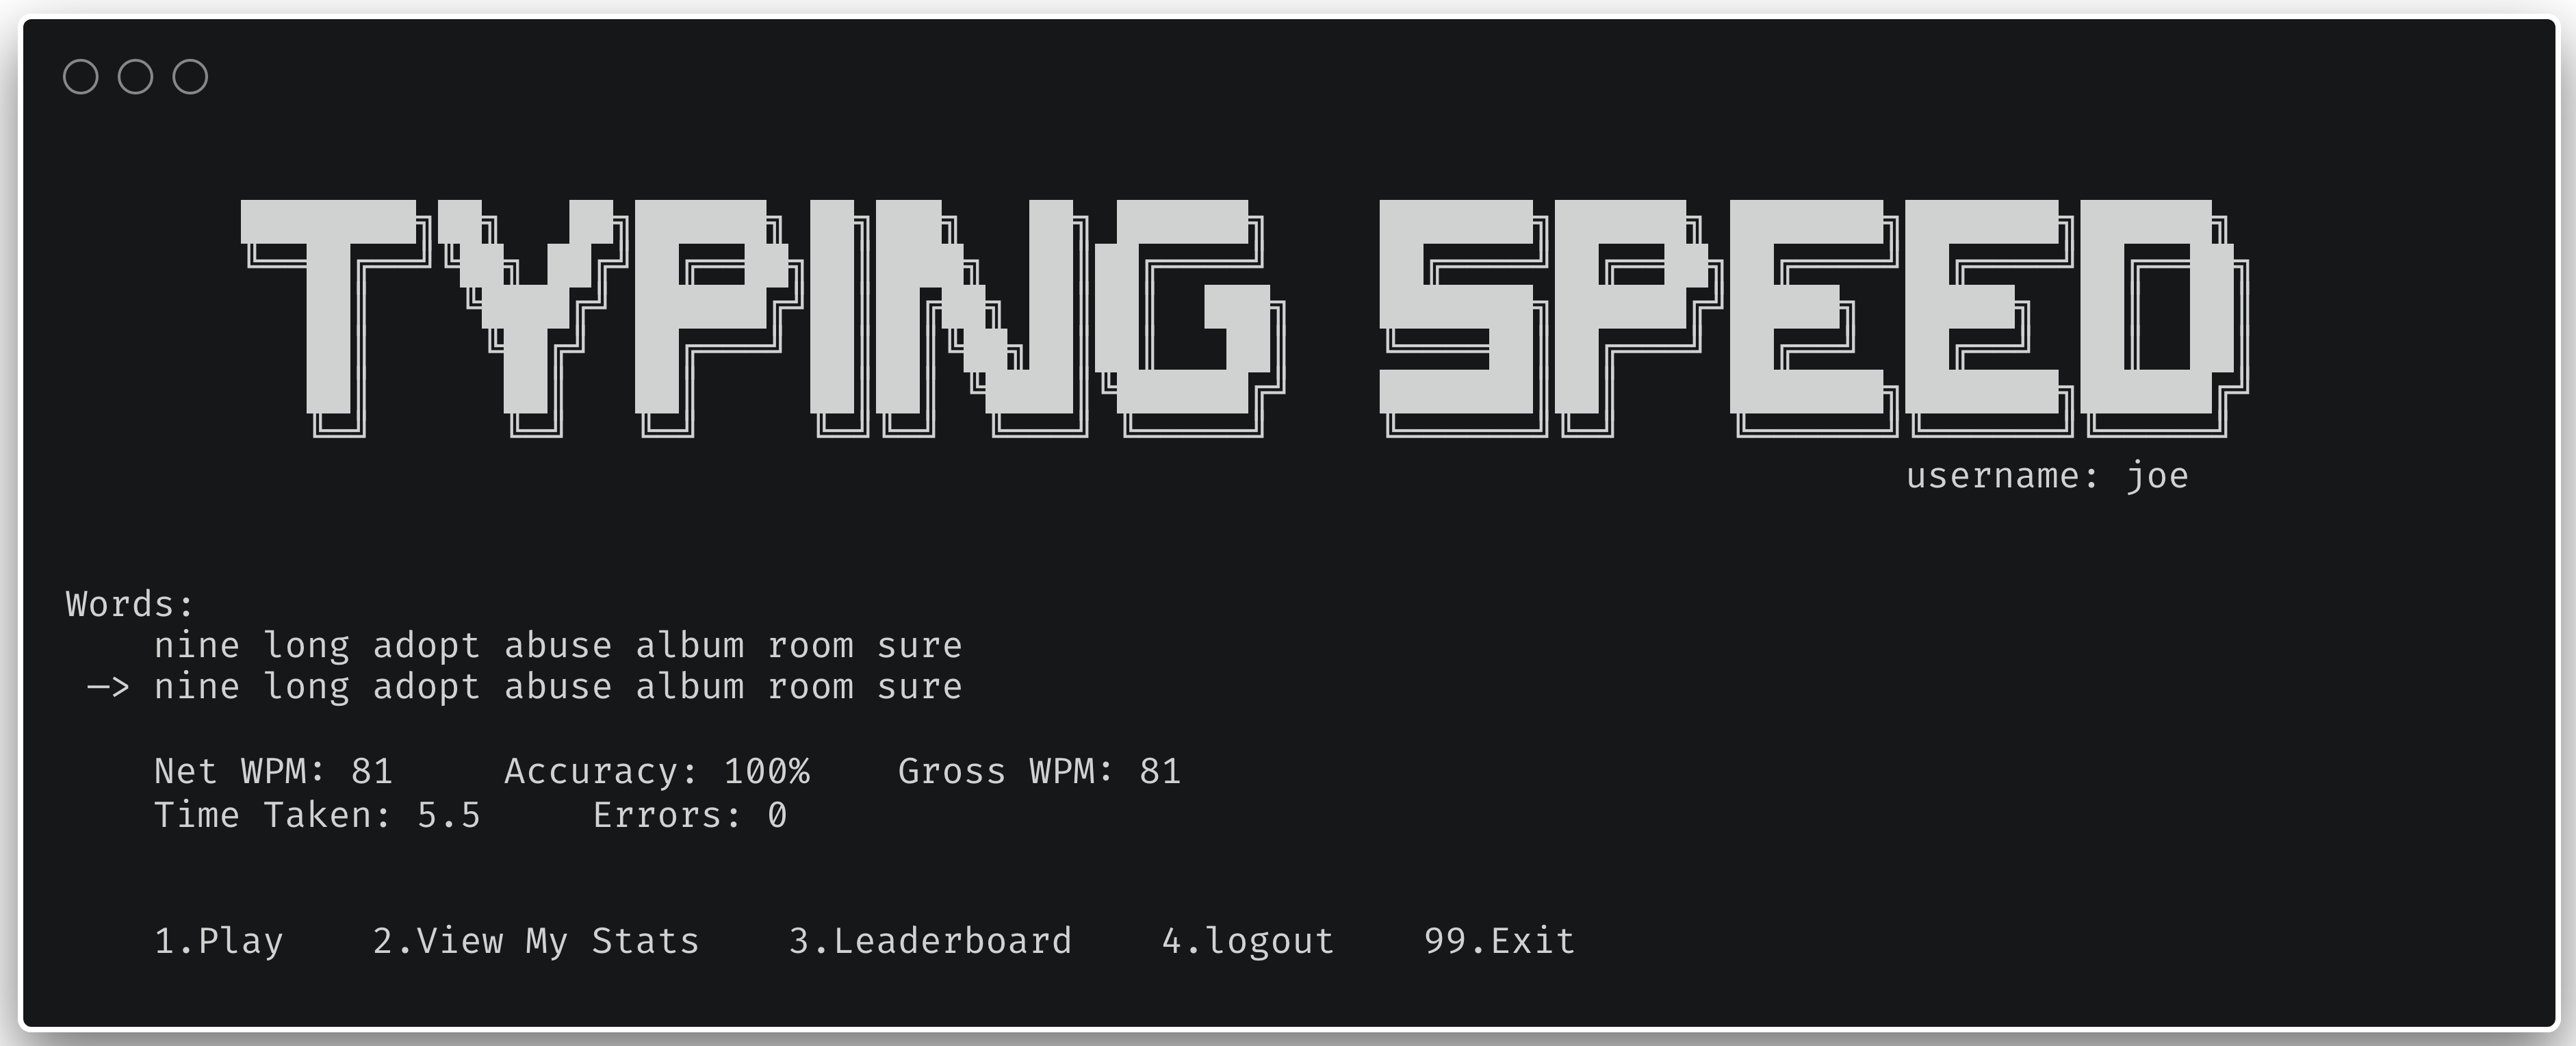 TYPING SPEED
username: joe
Words:
nine long adopt abuse album room sure
—> nine long adopt abuse album room sure
Net WPM: 81 Accuracy: 100% Gross WPM: 81
Time Taken: 5.5 Errors: 0
1.Play 2.View My Stats 3.Leaderboard 4.logout 99.Exit